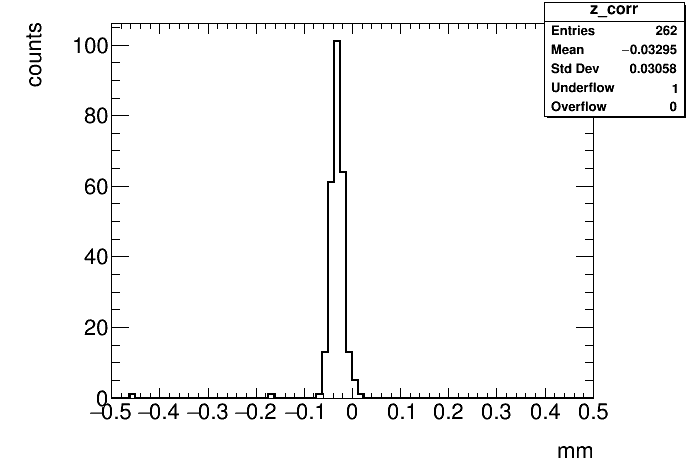 z_corr
Entries 262
Mean −0.03295
Std Dev 0.03058
Underflow 1
Overflow 0
counts
100
80
60
40
20
0
−0.5 −0.4 −0.3 −0.2 −0.1 0 0.1 0.2 0.3 0.4 0.5
mm